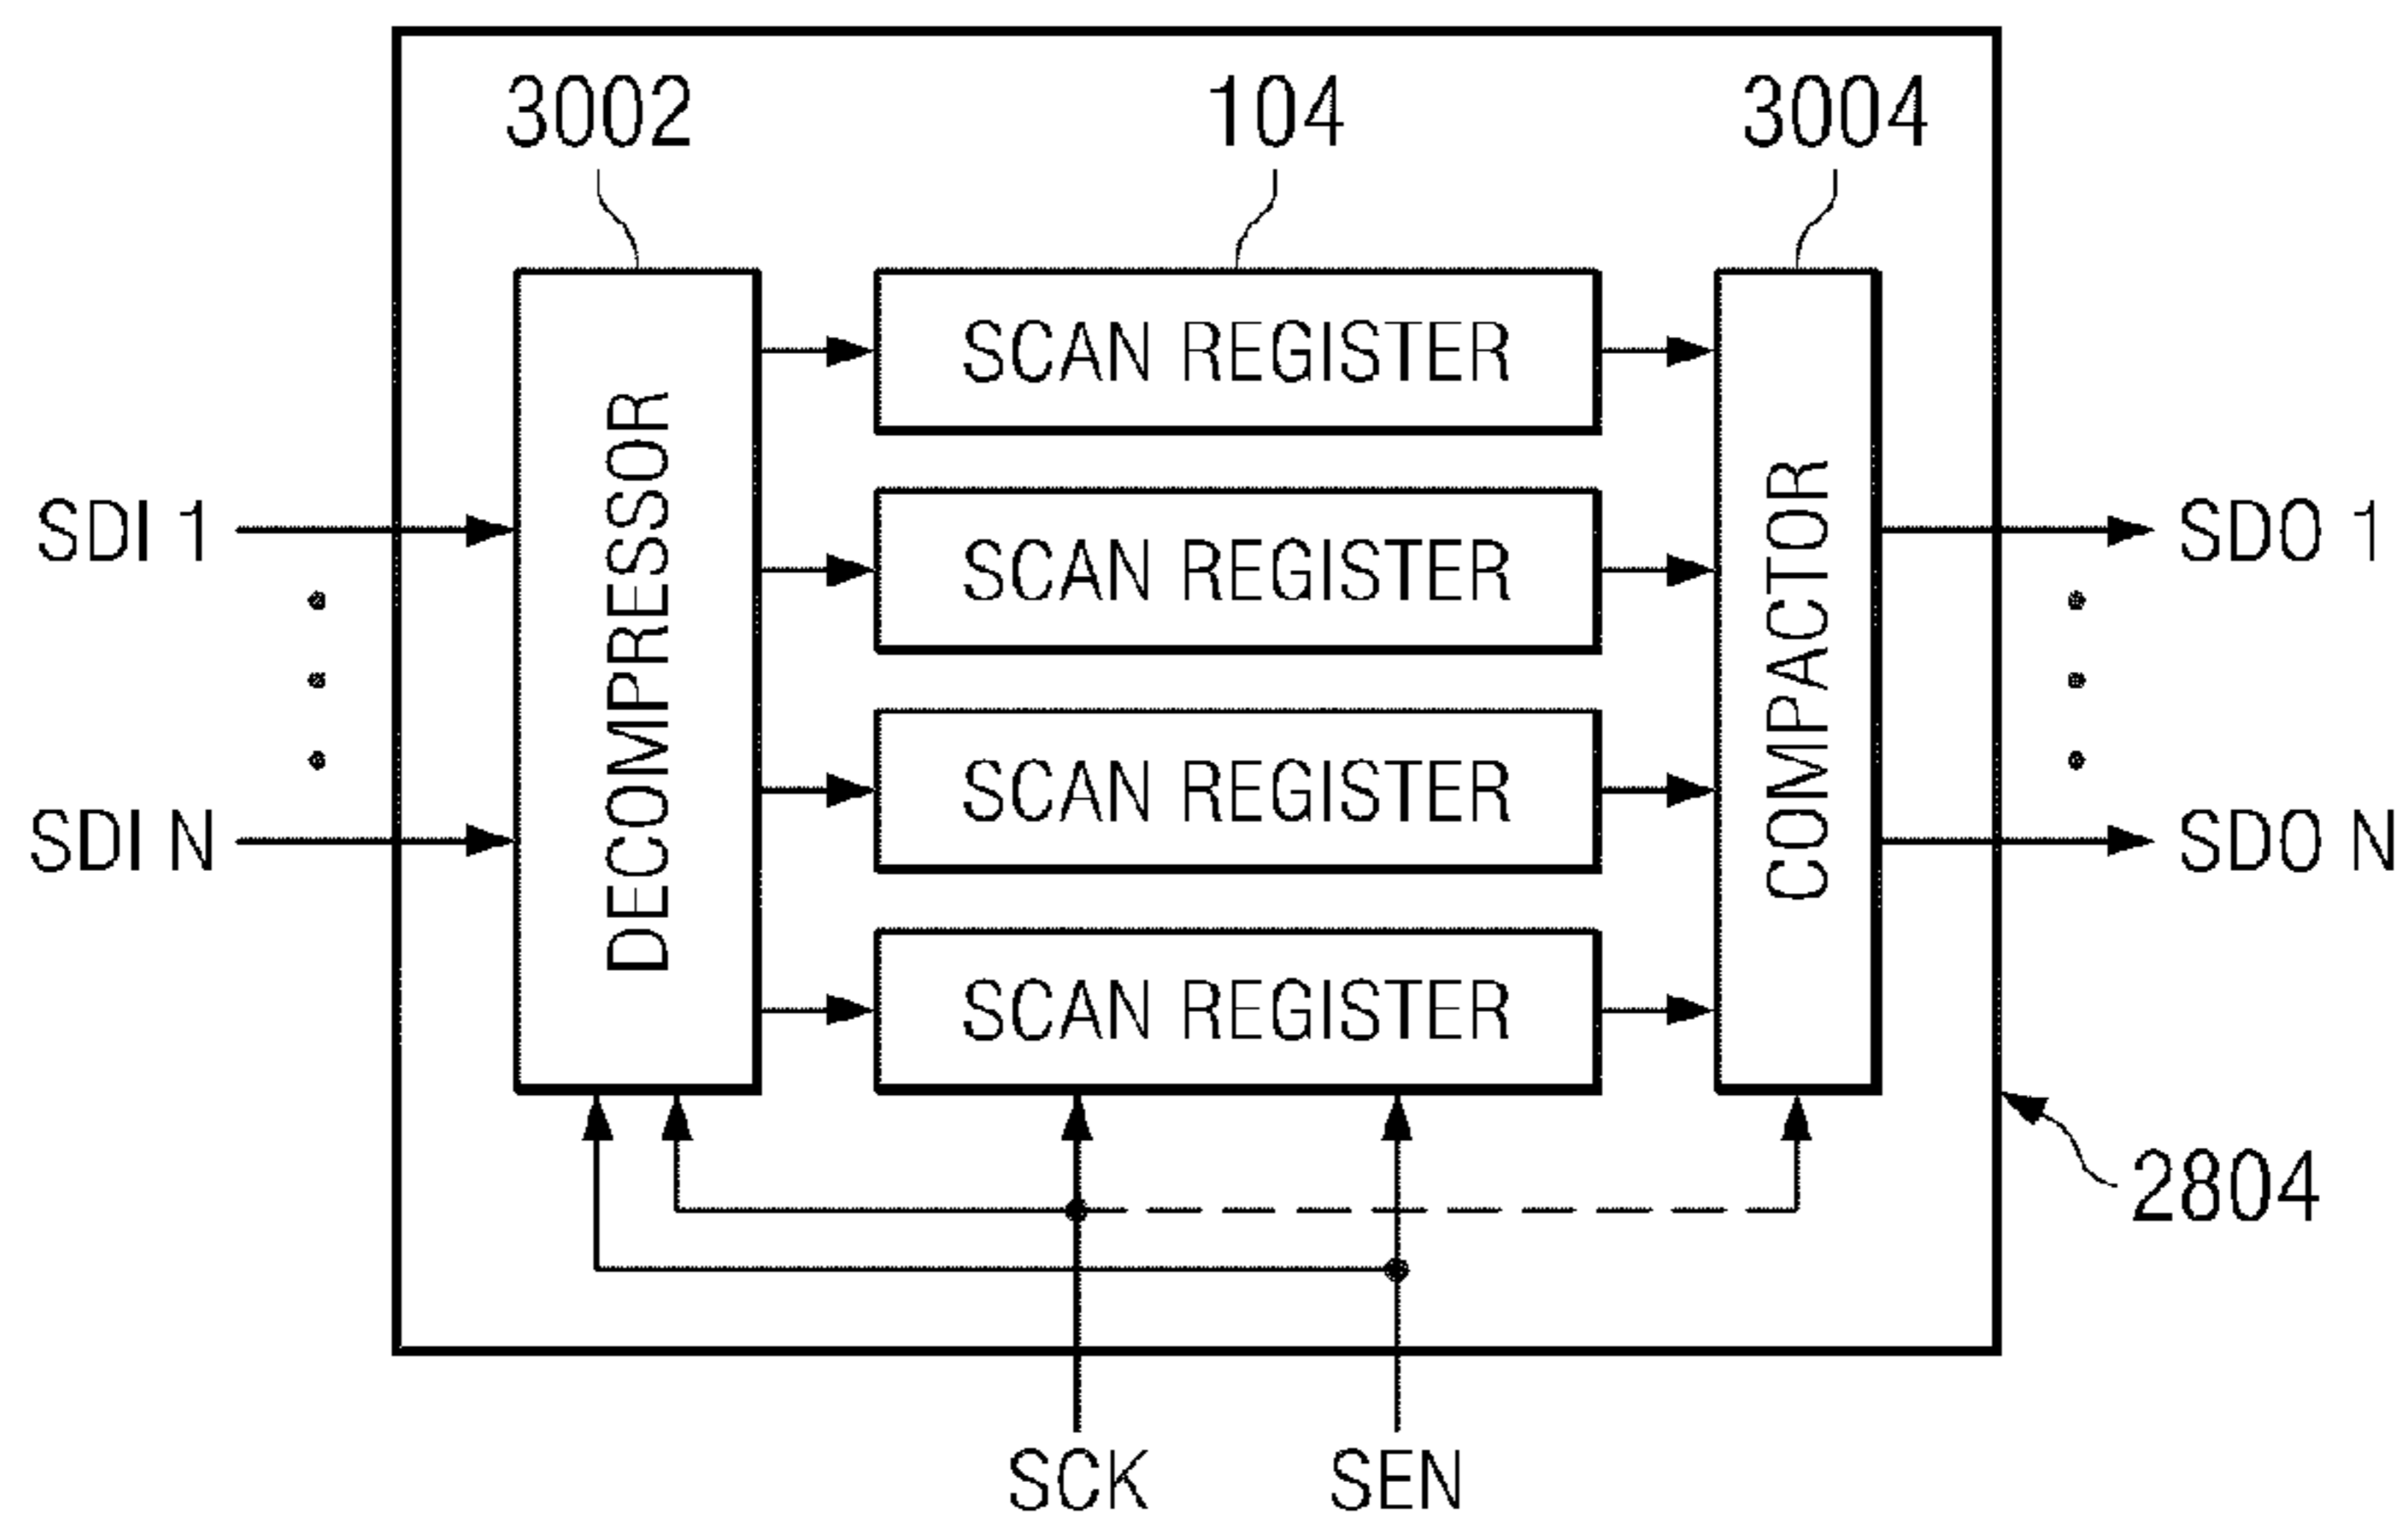 3002
104
3004
SCAN REGISTER
SCAN REGISTER
SCAN REGISTER
SCAN REGISTER
DECOMPRESSOR
COMPACTOR
SDI 1
SDI N
SDO 1
SDO N
2804
SCK
SEN